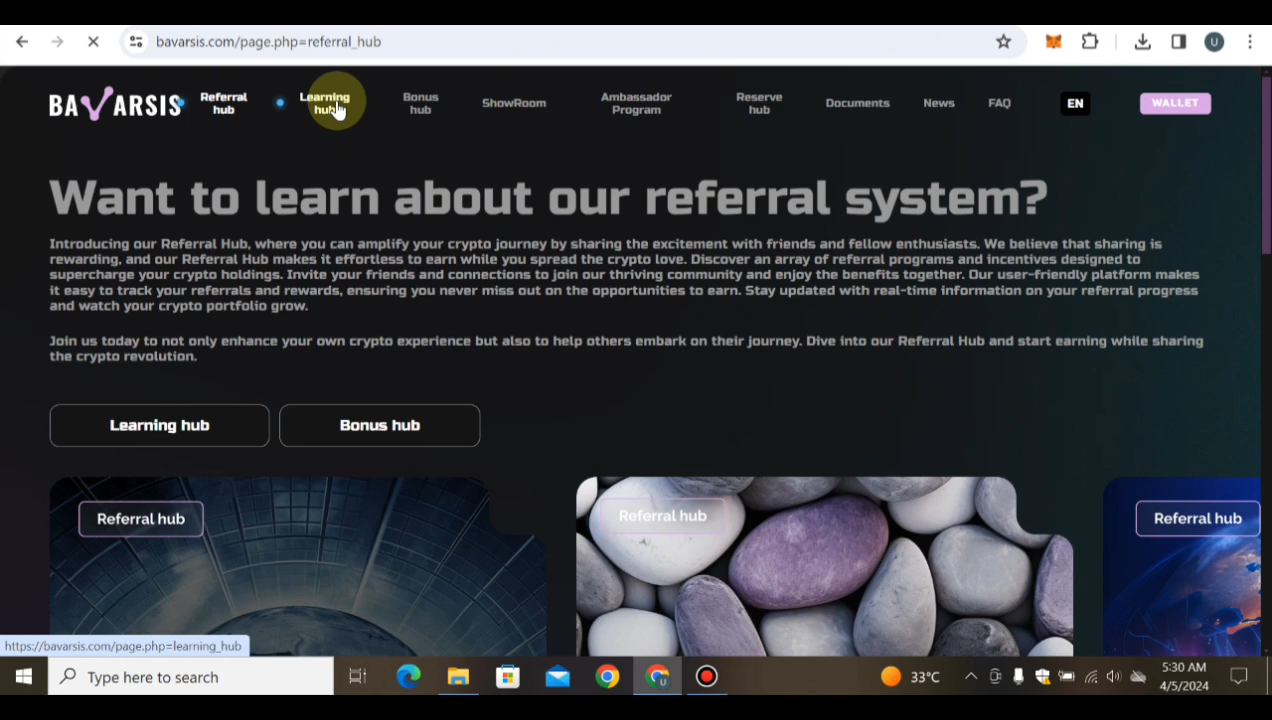 bavarsis.com/page.php=referral_hub
U
BAVARSIS
Referral
hub
Learning
hub
Bonus
hub
ShowRoom
Ambassador
Program
Reserve
hub
Documents
News
FAQ
EN
WALLET
Want to learn about our referral system?
Introducing our Referral Hub, where you can amplify your crypto journey by sharing the excitement with friends and fellow enthusiasts. We believe that sharing is
rewarding, and our Referral Hub makes it effortless to earn while you spread the crypto love. Discover an array of referral programs and incentives designed to
supercharge your crypto holdings. Invite your friends and connections to join our thriving community and enjoy the benefits together. Our user-friendly platform makes
it easy to track your referrals and rewards, ensuring you never miss out on the opportunities to earn. Stay updated with real-time information on your referral progress
and watch your crypto portfolio grow.
Join us today to not only enhance your own crypto experience but also to help others embark on their journey. Dive into our Referral Hub and start earning while sharing
the crypto revolution.
Learning hub
Bonus hub
Referral hub
Referral hub
Referral hub
https://bavarsis.com/page.php=learning_hub
Type here to search
33°C
5:30 AM
4/5/2024